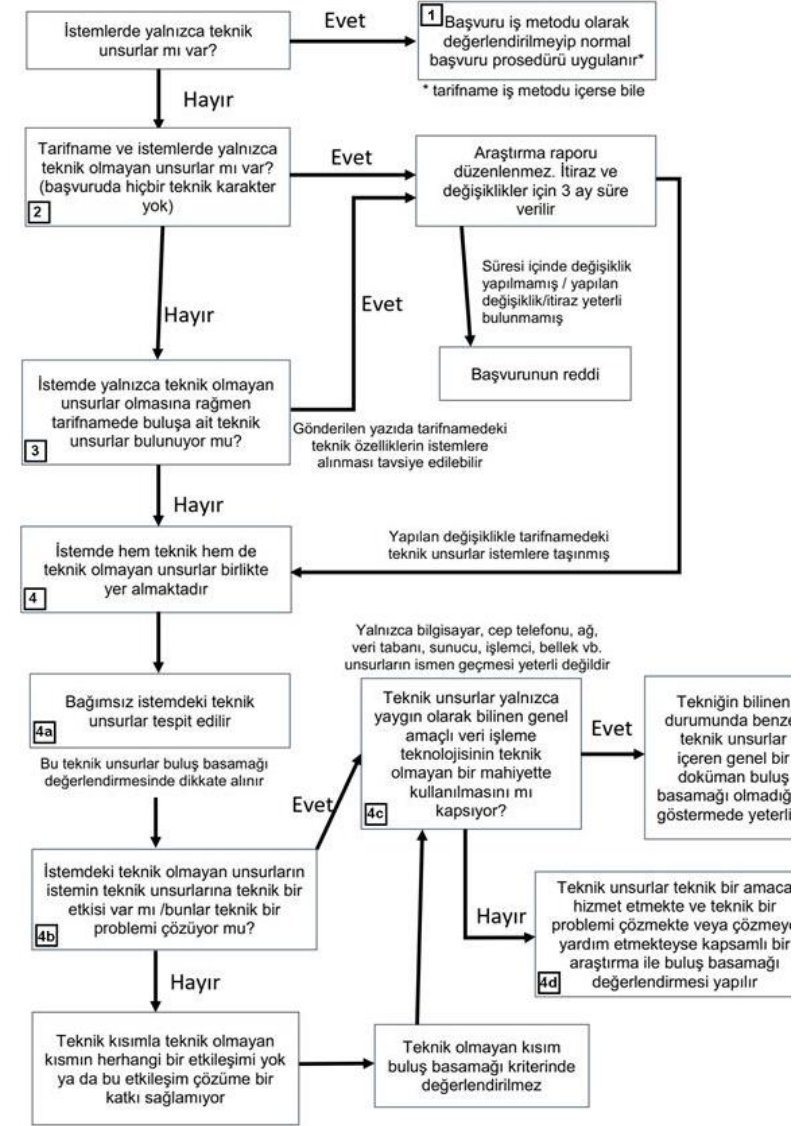 İstemlerde yalnızca teknik
unsurlar mı var?
Evet
1
Başvuru iş metodu olarak
değerlendirilmeyip normal
başvuru prosedürü uygulanır*
* tarifname iş metodu içerse bile
Hayır
Tarifname ve istemlerde yalnızca
teknik olmayan unsurlar mı var?
(başvuruda hiçbir teknik karakter
yok)
2
Evet
Araştırma raporu
düzenlenmez. İtiraz ve
değişiklikler için 3 ay süre
verilir
Süresi içinde değişiklik
yapılmamış / yapılan
değişiklik/itiraz yeterli
bulunmamış
Hayır
Evet
Başvurunun reddi
İstemde yalnızca teknik olmayan
unsurlar olmasına rağmen
tarifnamede buluşa ait teknik
unsurlar bulunuyor mu?
3
Gönderilen yazıda tarifnamedeki
teknik özelliklerin istemlere
alınması tavsiye edilebilir
Hayır
Yapılan değişiklikle tarifnamedeki
teknik unsurlar istemlere taşınmış
İstemde hem teknik hem de
teknik olmayan unsurlar birlikte
yer almaktadır
4
Yalnızca bilgisayar, cep telefonu, ağ,
veri tabanı, sunucu, işlemci, bellek vb.
unsurların ismen geçmesi yeterli değildir
Bağımsız istemdeki teknik
unsurlar tespit edilir
4a
Bu teknik unsurlar buluş basamağı
değerlendirmesinde dikkate alınır
Teknik unsurlar yalnızca
yaygın olarak bilinen genel
amaçlı veri işleme
teknolojisinin teknik
olmayan bir mahiyette
kullanılmasını mı
kapsıyor?
4c
Evet
Tekniğin bilinen
durumunda benze
teknik unsurlar
içeren genel bir
doküman buluş
basamağı olmadığ
göstermede yeterli
Evet
İstemdeki teknik olmayan unsurların
istemin teknik unsurlarına teknik bir
etkisi var mı /bunlar teknik bir
problemi çözüyor mu?
4b
Hayır
Teknik unsurlar teknik bir amaca
hizmet etmekte ve teknik bir
problemi çözmekte veya çözmeye
yardım etmekteyse kapsamlı bir
araştırma ile buluş basamağı
değerlendirmesi yapılır
4d
Hayır
Teknik kısımla teknik olmayan
kısmın herhangi bir etkileşimi yok
ya da bu etkileşim çözüme bir
katkı sağlamıyor
Teknik olmayan kısım
buluş basamağı kriterinde
değerlendirilmez